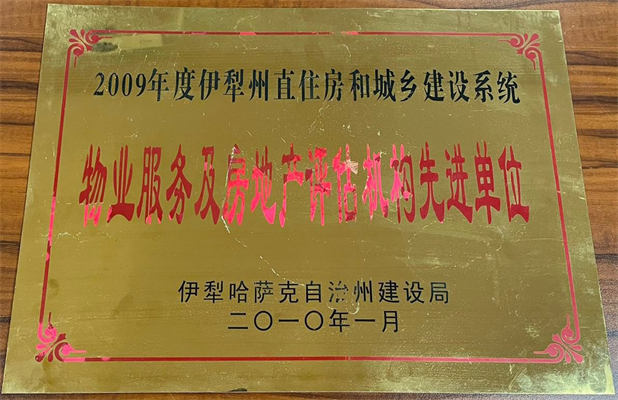 2009年度伊犁州直住房和城乡建设系统
物业服务及房地产评估机构先进单位
伊犁哈萨克自治州建设局
二〇一〇年一月